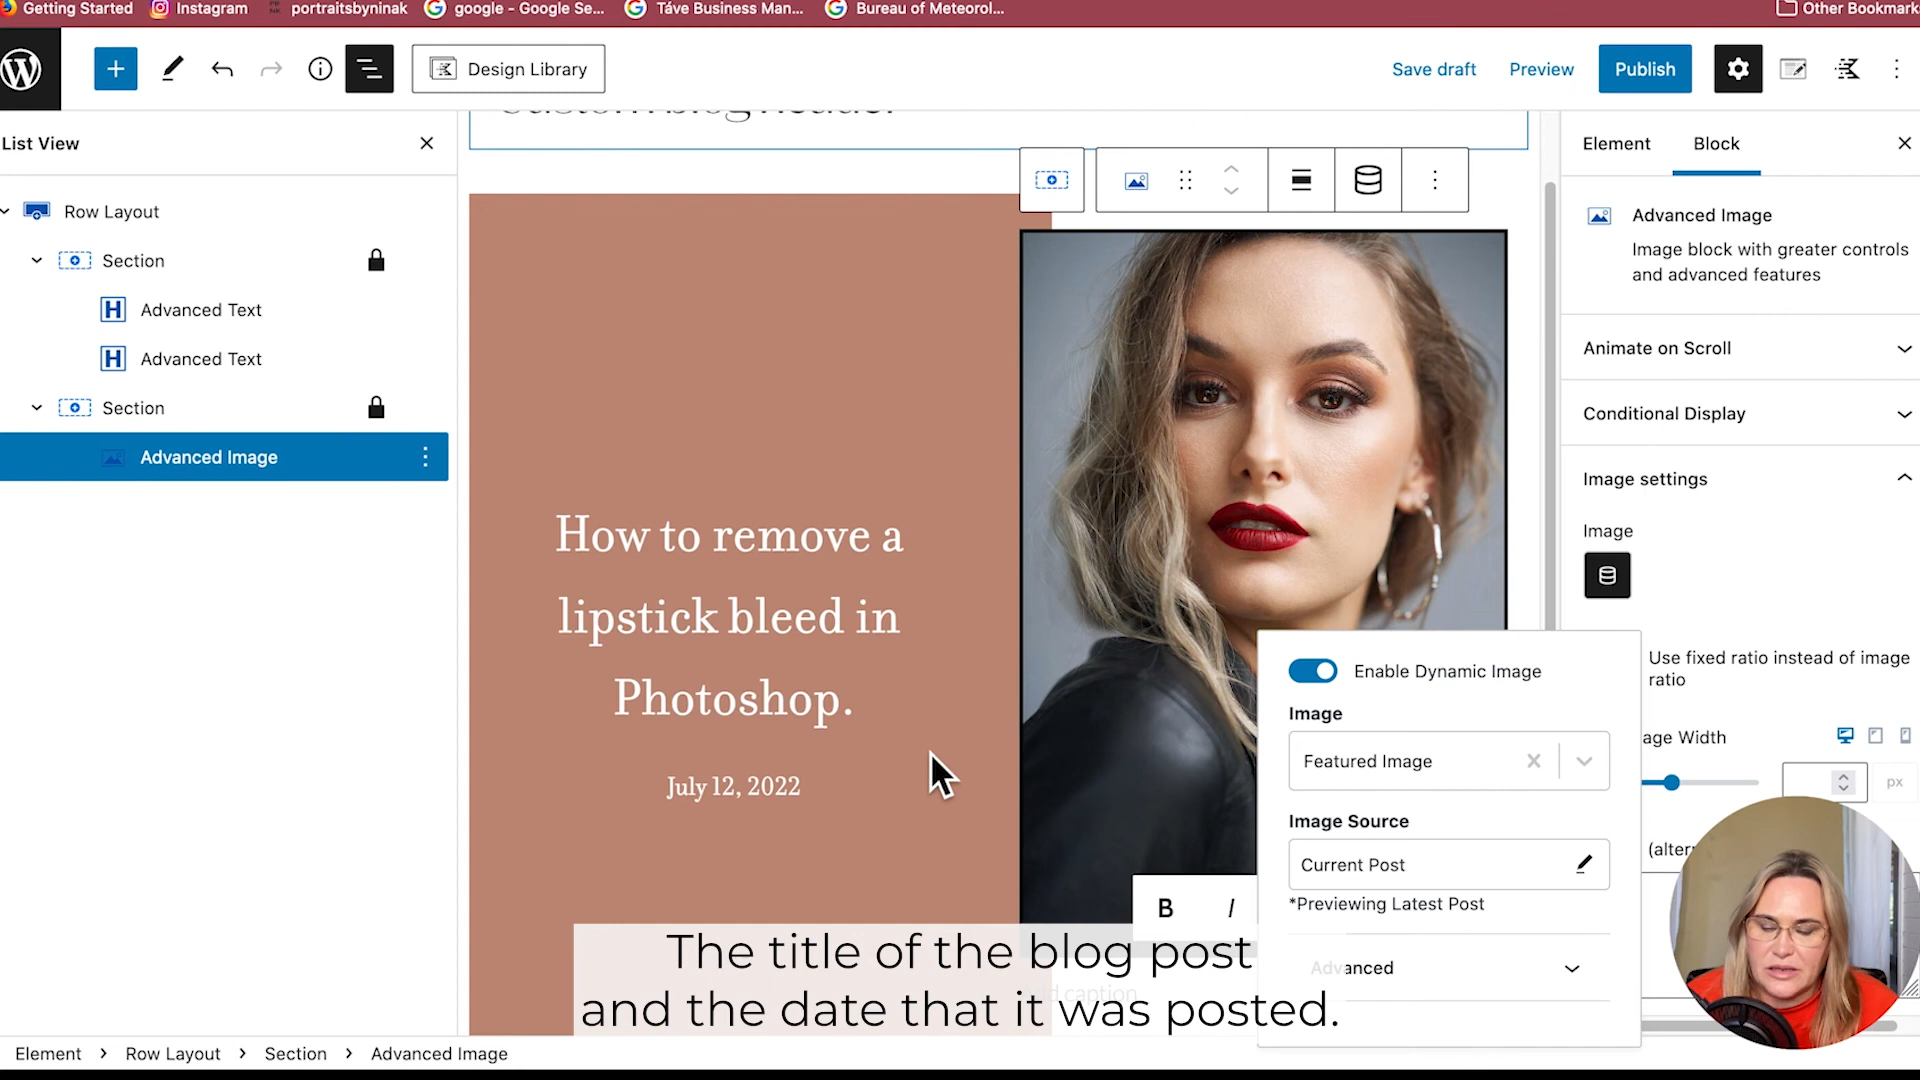 Getting Started
Instagram
portraitsbyninak
google - Google Se...
Táve Business Man...
Bureau of Meteorol...
Other Bookmark
Design Library
Save draft
Preview
Publish
List View
Custom blog header
Element
Block
Row Layout
Section
Advanced Text
Advanced Text
Section
Advanced Image
Advanced Image
Image block with greater controls
and advanced features
Animate on Scroll
Conditional Display
Image settings
Image
How to remove a
lipstick bleed in
Photoshop.
July 12, 2022
Use fixed ratio instead of image
ratio
age Width
px
(alter
Enable Dynamic Image
Image
Featured Image
Image Source
Current Post
*Previewing Latest Post
Advanced
B I
Add caption
The title of the blog post
and the date that it was posted.
Element > Row Layout > Section > Advanced Image